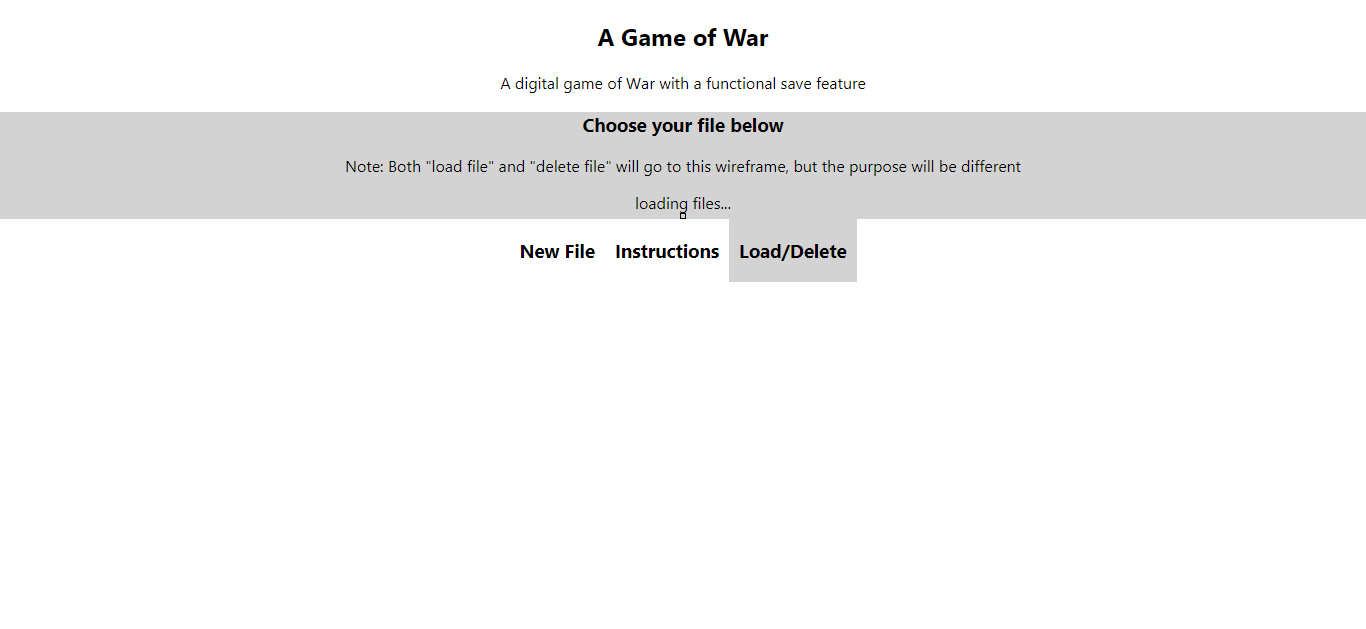 A Game of War
A digital game of War with a functional save feature
Choose your file below
Note: Both "load file" and "delete file" will go to this wireframe, but the purpose will be different
loading files...
New File Instructions Load/Delete